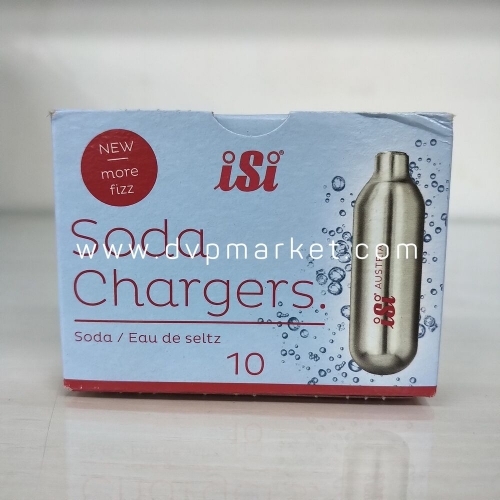 NEW
more
fizz
iSi®
Soda
www.dvpmarket.com
Chargers.
Soda / Eau de seltz
10
iSi AUSTRIA